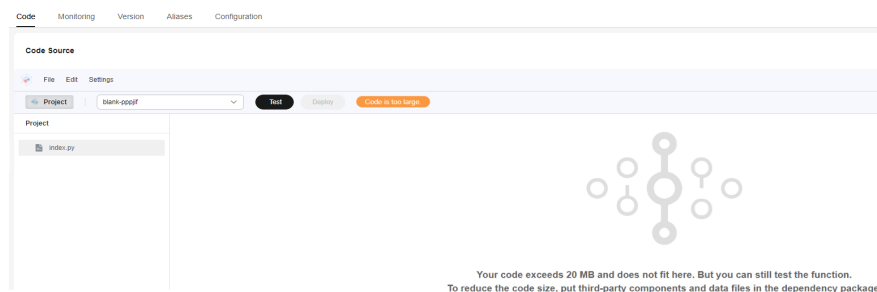 Code Monitoring Version Aliases Configuration
Code Source
File Edit Settings
Project blank-pppjif Test Deploy Code is too large
Project
index.py
Your code exceeds 20 MB and does not fit here. But you can still test the function.
To reduce the code size, put third-party components and data files in the dependency package